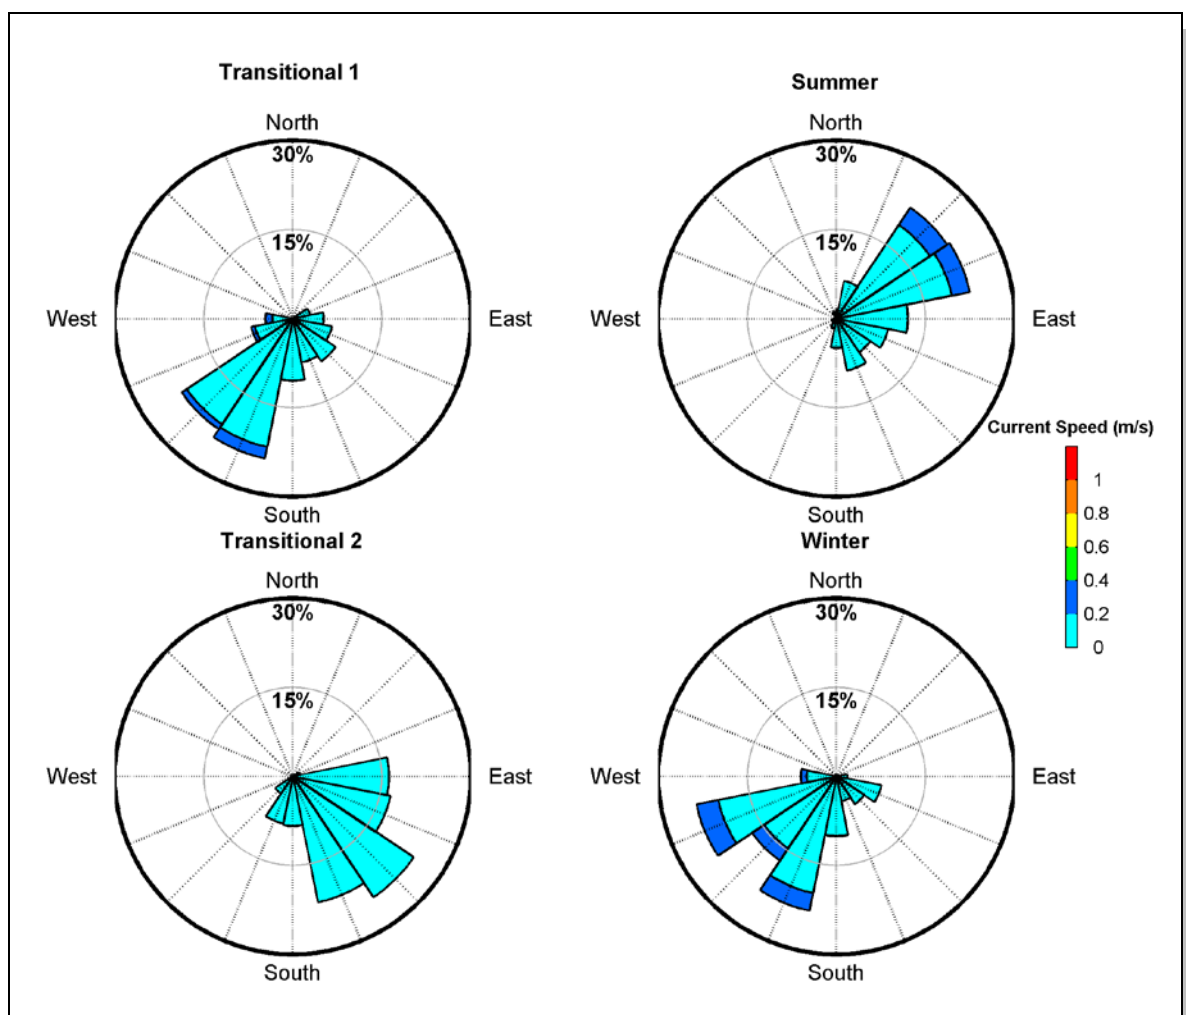 Transitional 1
North
30%
15%
West
East
South
Summer
North
30%
15%
West
East
South
Current Speed (m/s)
1
0.8
0.6
0.4
0.2
0
Transitional 2
North
30%
15%
West
East
South
Winter
North
30%
15%
West
East
South